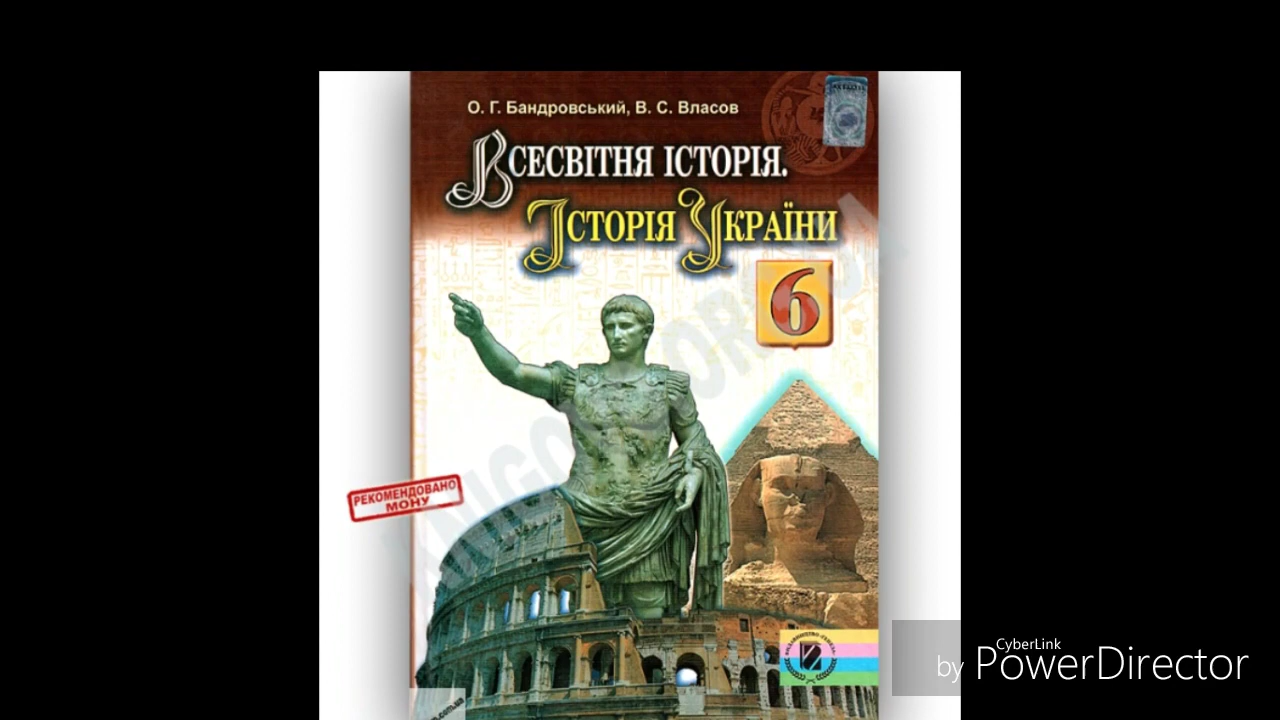 О. Г. Бандровський, В. С. Власов
ВСЕСВІТНЯ ІСТОРІЯ.
ІСТОРІЯ УКРАЇНИ
6
РЕКОМЕНДОВАНО
МОНУ
CyberLink
by PowerDirector